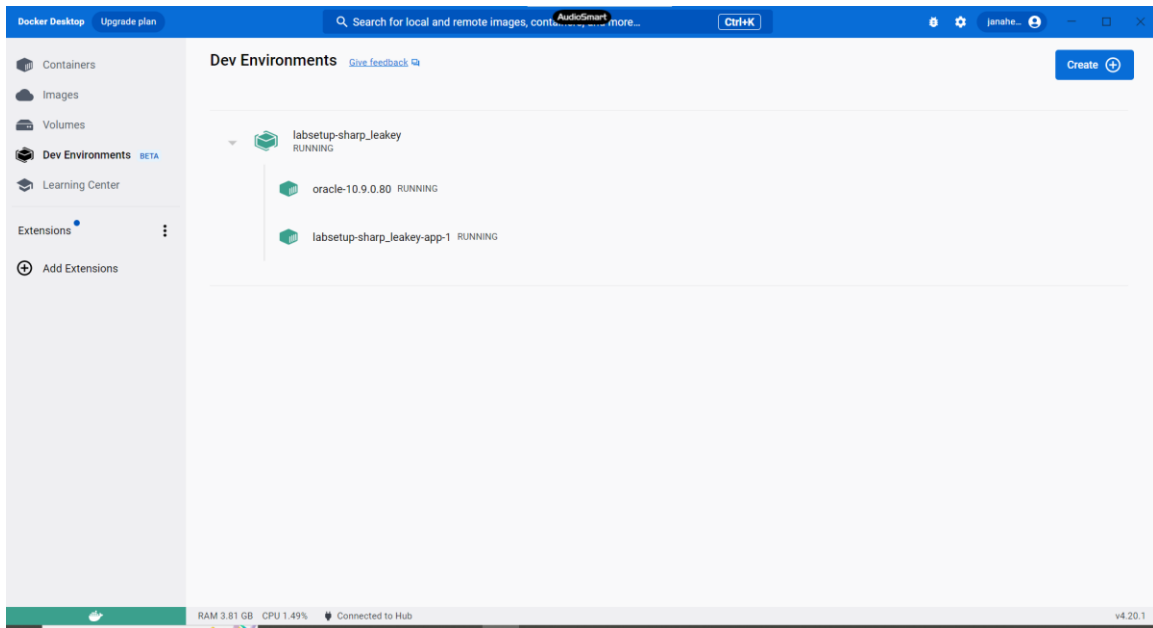 Docker Desktop Upgrade plan Search for local and remote images, cont and more... Ctrl+K janahe...
AudioSmart
Containers
Images
Volumes
Dev Environments BETA
Learning Center
Extensions
Add Extensions
Dev Environments Give feedback
Create
labsetup-sharp_leakey
RUNNING
oracle-10.9.0.80 RUNNING
labsetup-sharp_leakey-app-1 RUNNING
RAM 3.81 GB CPU 1.49% Connected to Hub v4.20.1